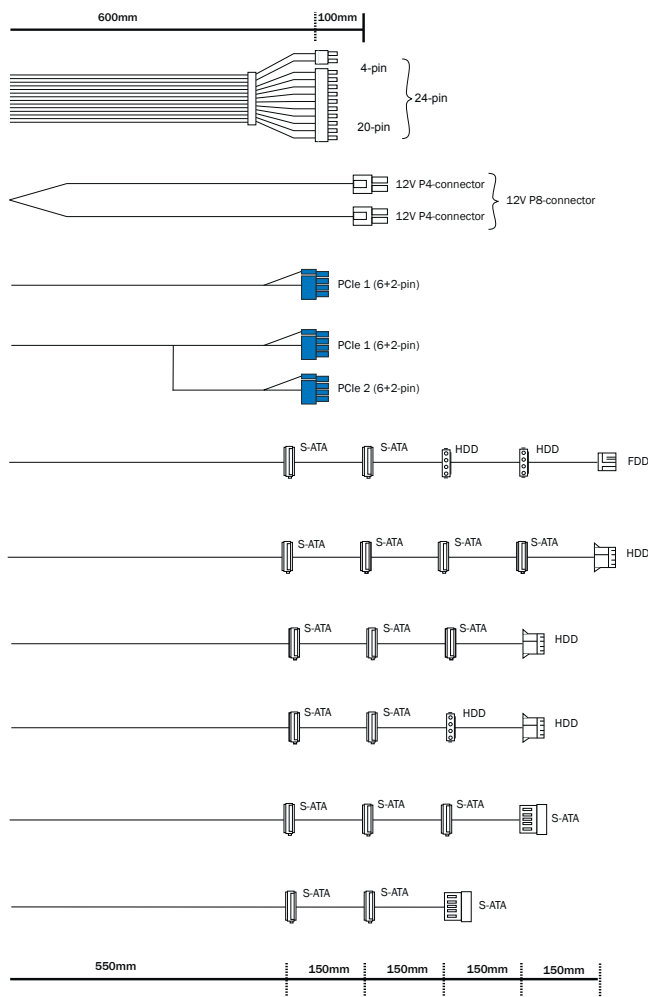 600mm 100mm
4-pin
24-pin
20-pin
12V P4-connector
12V P8-connector
12V P4-connector
PCIe 1 (6+2-pin)
PCIe 1 (6+2-pin)
PCIe 2 (6+2-pin)
S-ATA S-ATA HDD HDD
FDD
S-ATA S-ATA S-ATA S-ATA
HDD
S-ATA S-ATA S-ATA
HDD
S-ATA S-ATA HDD
HDD
S-ATA S-ATA S-ATA
S-ATA
S-ATA S-ATA
S-ATA
550mm 150mm 150mm 150mm 150mm